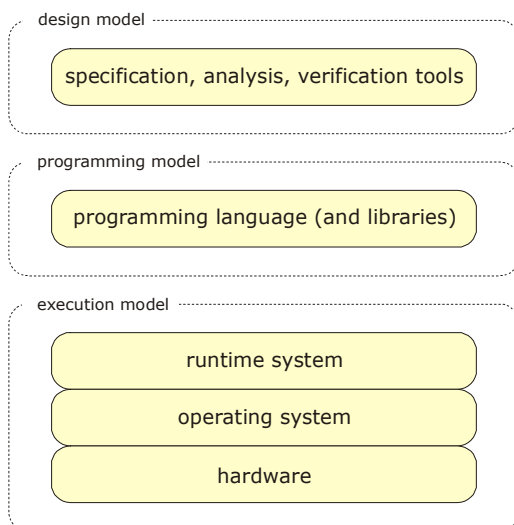 design model
specification, analysis, verification tools
programming model
programming language (and libraries)
execution model
runtime system
operating system
hardware